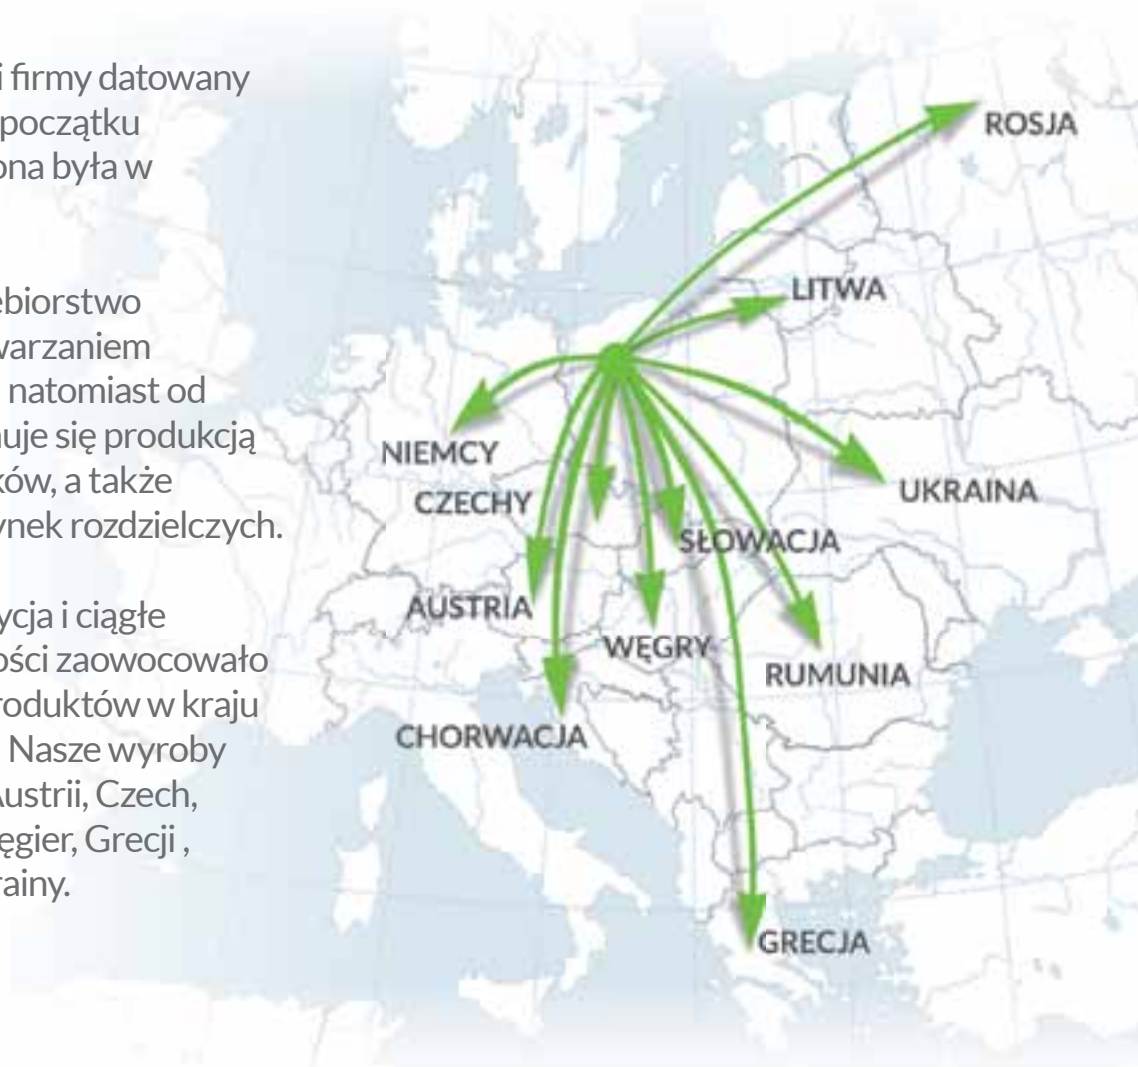 i firmy datowany
początku
ona była w
ebiorstwo
warzaniem
natomiast od
uje się produkcją
ków, a także
ynek rozdzielczych.
ycja i ciągłe
ości zaowocowało
roduktów w kraju
. Nasze wyroby
Austrii, Czech,
ęgier, Grecji ,
rainy.
ROSJA
LITWA
NIEMCY
CZECHY
UKRAINA
SŁOWACJA
AUSTRIA
WĘGRY
RUMUNIA
CHORWACJA
GRECJA